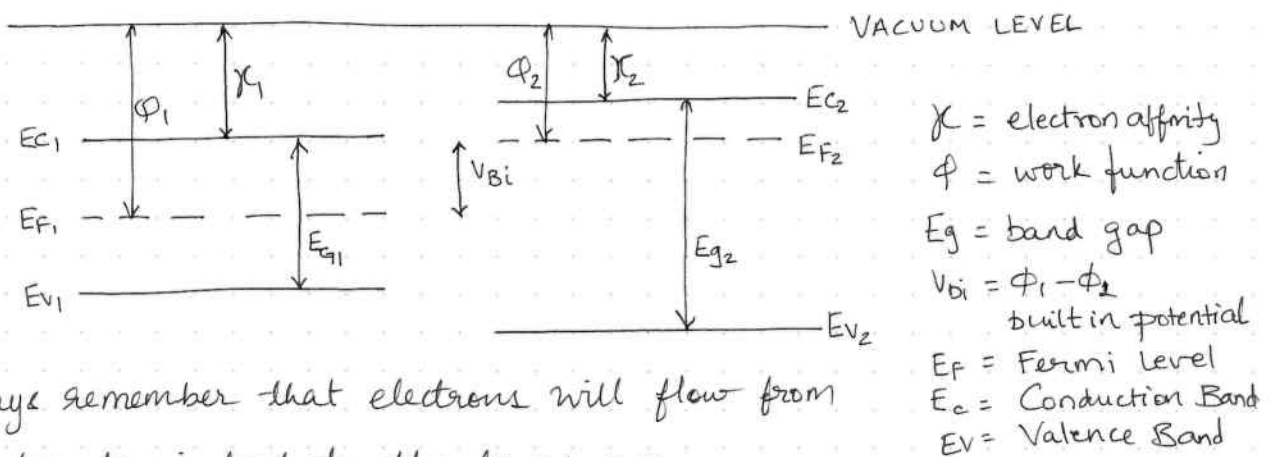 VACUUM LEVEL
φ1
χ1
φ2
χ2
EC1
EC2
EF1
EF2
VBi
EG1
Eg2
EV1
EV2
χ = electron affinity
φ = work function
Eg = band gap
Vbi = φ1 - φ2
built in potential
EF = Fermi Level
Ec = Conduction Band
EV = Valence Band
remember that electrons will flow from